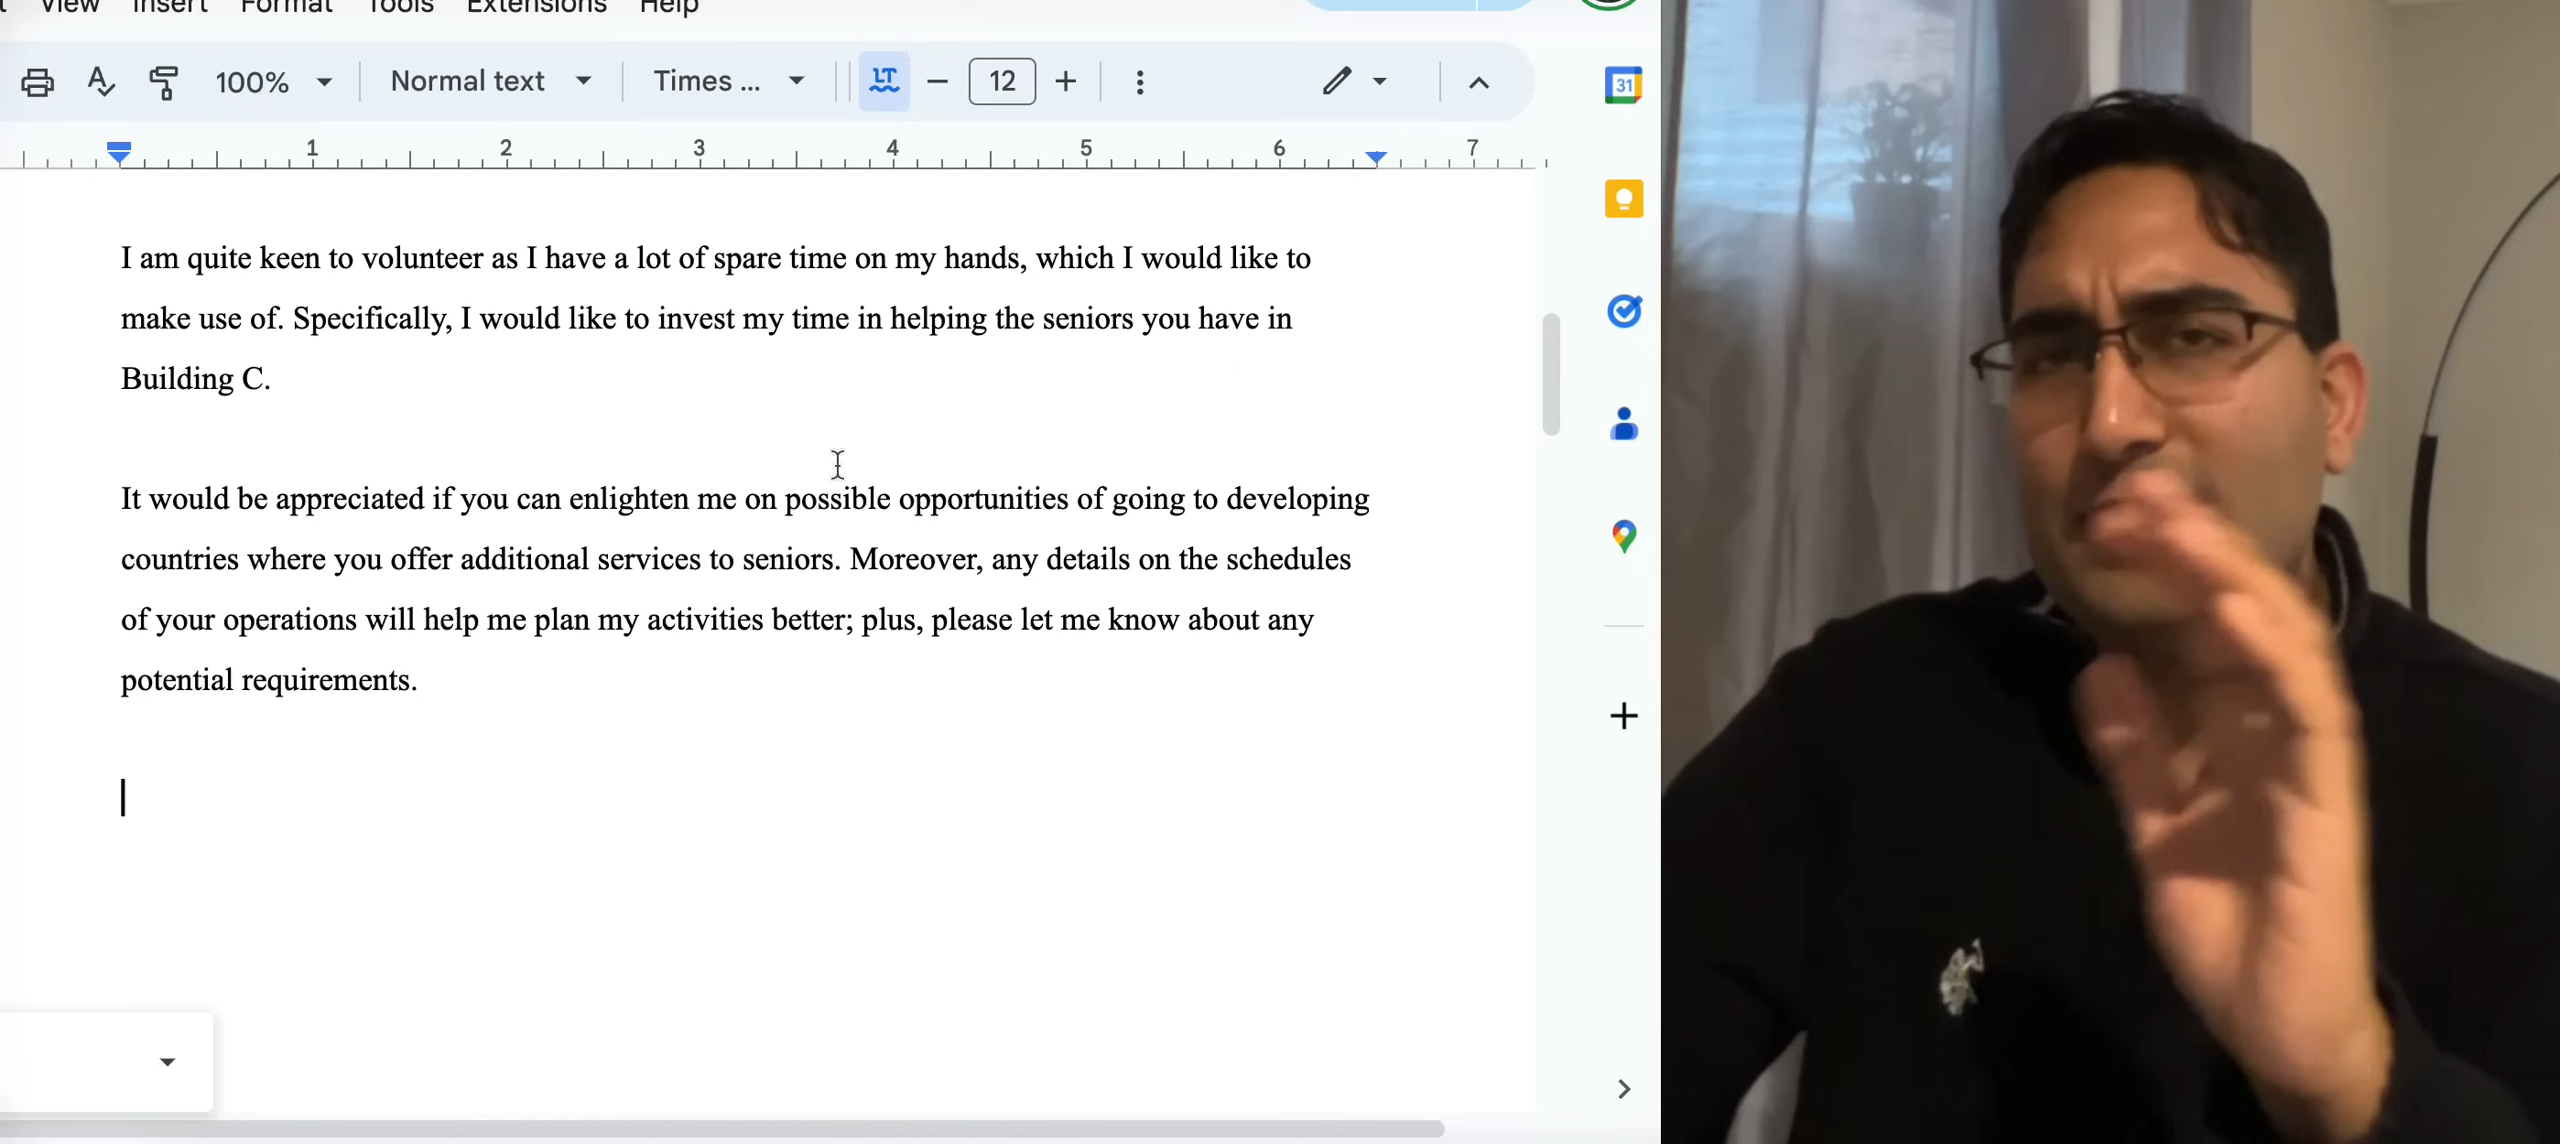 View Insert Format Tools Extensions Help
100% Normal text Times ... LT 12
1 2 3 4 5 6 7
31
I am quite keen to volunteer as I have a lot of spare time on my hands, which I would like to
make use of. Specifically, I would like to invest my time in helping the seniors you have in
Building C.
It would be appreciated if you can enlighten me on possible opportunities of going to developing
countries where you offer additional services to seniors. Moreover, any details on the schedules
of your operations will help me plan my activities better; plus, please let me know about any
potential requirements.